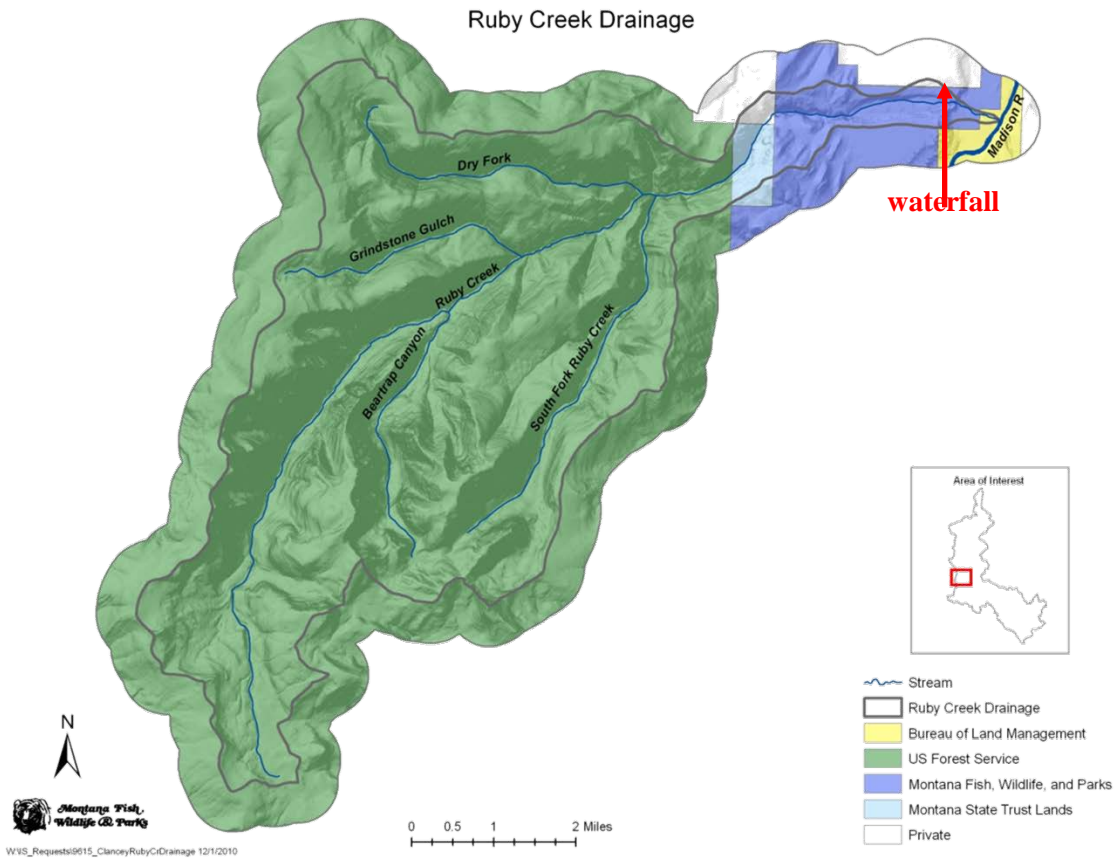 Ruby Creek Drainage
Dry Fork
Madison R.
waterfall
Grindstone Gulch
Ruby Creek
Beartrap Canyon
South Fork Ruby Creek
Area of Interest
Stream
Ruby Creek Drainage
Bureau of Land Management
US Forest Service
Montana Fish, Wildlife, and Parks
Montana State Trust Lands
Private
N
Montana Fish,
Wildlife & Parks
0 0.5 1 2 Miles
W:\IS_Requests\9615_ClanceyRubyCrDrainage 12/1/2010